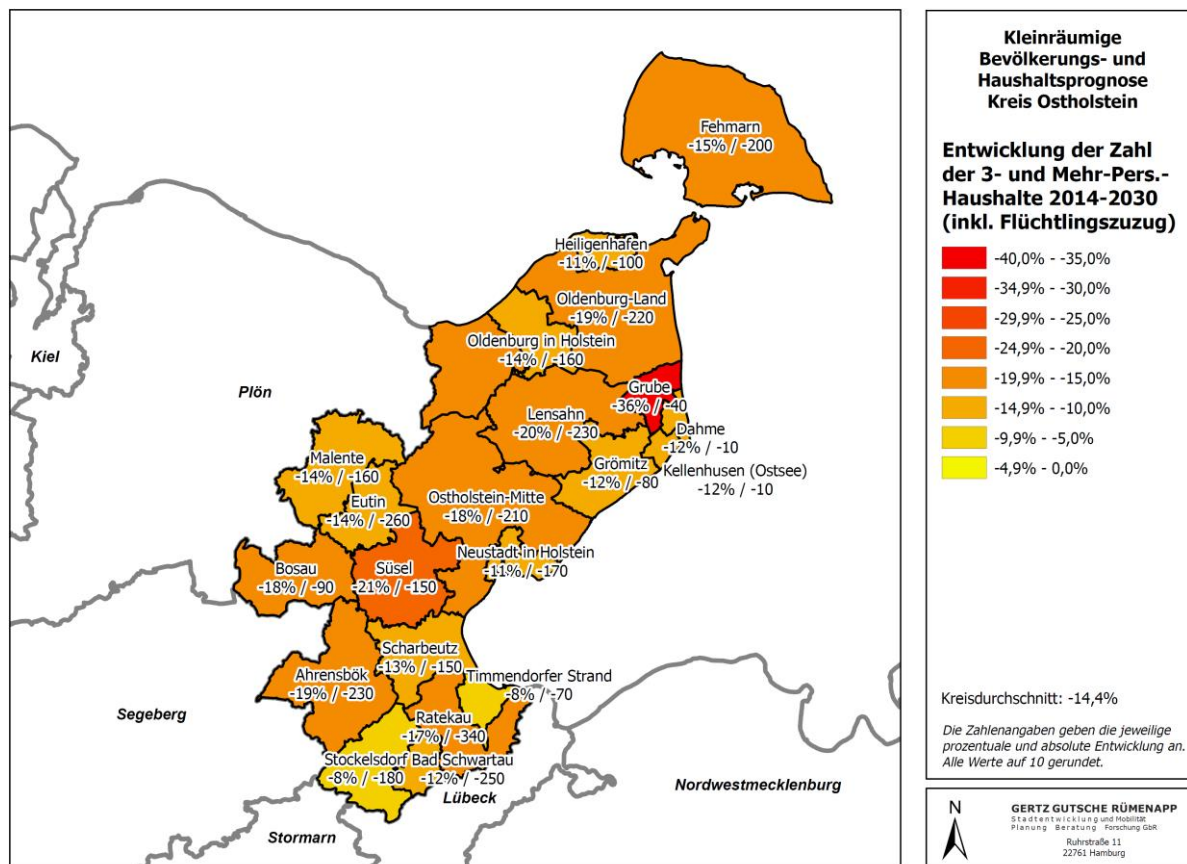 Fehmarn
-15% / -200
Heiligenhafen
-11% / -100
Oldenburg-Land
-19% / -220
Oldenburg in Holstein
-14% / -160
Kiel
Plön
Grube
-36% / -40
Lensahn
-20% / -230
Dahme
-12% / -10
Malente
-14% / -160
Grömitz
-12% / -80
Kellenhusen (Ostsee)
-12% / -10
Eutin
-14% / -260
Ostholstein-Mitte
-18% / -210
Neustadt in Holstein
-11% / -170
Bosau
-18% / -90
Süsel
-21% / -150
Scharbeutz
-13% / -150
Ahrensbök
-19% / -230
Timmendorfer Strand
-8% / -70
Segeberg
Ratekau
-17% / -340
Stockelsdorf
-8% / -180
Bad Schwartau
-12% / -250
Lübeck
Nordwestmecklenburg
Stormarn
Kleinräumige
Bevölkerungs- und
Haushaltsprognose
Kreis Ostholstein
Entwicklung der Zahl
der 3- und Mehr-Pers.-
Haushalte 2014-2030
(inkl. Flüchtlingszuzug)
-40,0% - -35,0%
-34,9% - -30,0%
-29,9% - -25,0%
-24,9% - -20,0%
-19,9% - -15,0%
-14,9% - -10,0%
-9,9% - -5,0%
-4,9% - 0,0%
Kreisdurchschnitt: -14,4%
Die Zahlenangaben geben die jeweilige
prozentuale und absolute Entwicklung an.
Alle Werte auf 10 gerundet.
N
GERTZ GUTSCHE RÜMENAPP
Stadtentwicklung und Mobilität
Planung Beratung Forschung GbR
Ruhrstraße 11
22761 Hamburg